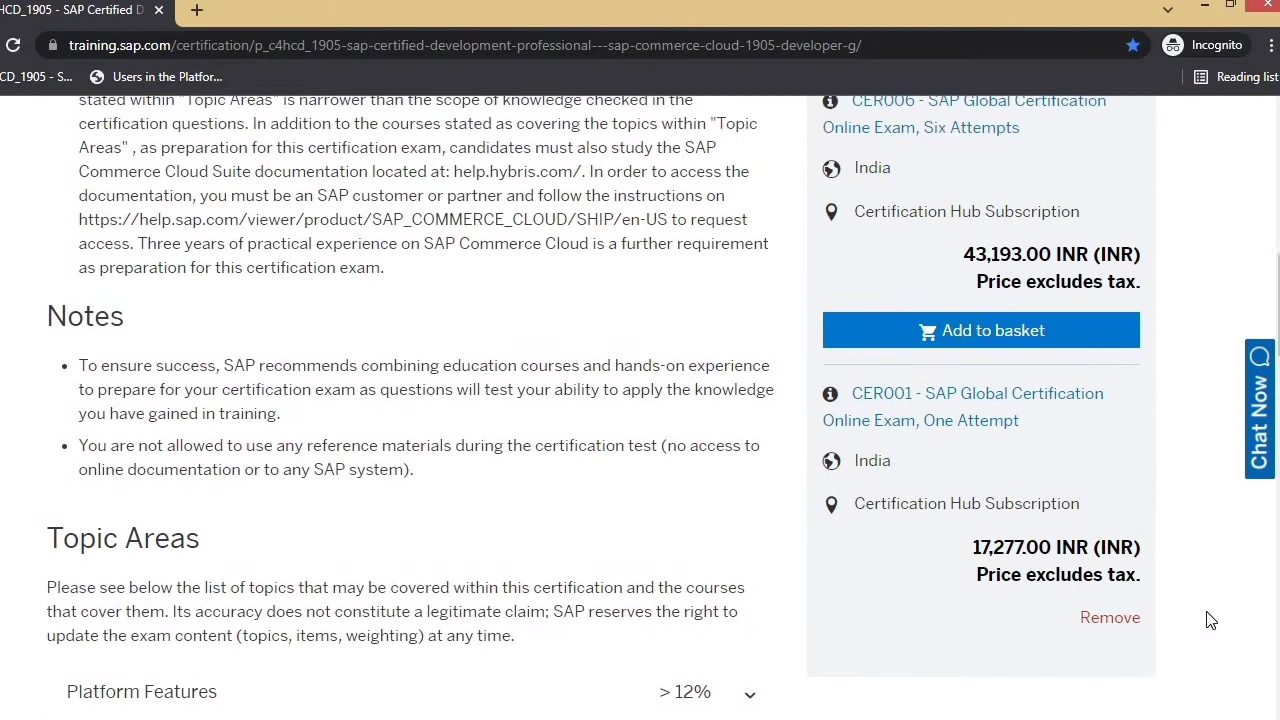 HCD_1905 - SAP Certified D
training.sap.com/certification/p_c4hcd_1905-sap-certified-development-professional---sap-commerce-cloud-1905-developer-g/
Incognito
CD_1905 - S...
Users in the Platfor...
Reading list
stated within "Topic Areas" is narrower than the scope of knowledge checked in the
certification questions. In addition to the courses stated as covering the topics within "Topic
Areas" , as preparation for this certification exam, candidates must also study the SAP
Commerce Cloud Suite documentation located at: help.hybris.com/. In order to access the
documentation, you must be an SAP customer or partner and follow the instructions on
https://help.sap.com/viewer/product/SAP_COMMERCE_CLOUD/SHIP/en-US to request
access. Three years of practical experience on SAP Commerce Cloud is a further requirement
as preparation for this certification exam.
Notes
• To ensure success, SAP recommends combining education courses and hands-on experience
to prepare for your certification exam as questions will test your ability to apply the knowledge
you have gained in training.
• You are not allowed to use any reference materials during the certification test (no access to
online documentation or to any SAP system).
Topic Areas
Please see below the list of topics that may be covered within this certification and the courses
that cover them. Its accuracy does not constitute a legitimate claim; SAP reserves the right to
update the exam content (topics, items, weighting) at any time.
Platform Features > 12%
CER006 - SAP Global Certification
Online Exam, Six Attempts
India
Certification Hub Subscription
43,193.00 INR (INR)
Price excludes tax.
Add to basket
CER001 - SAP Global Certification
Online Exam, One Attempt
India
Certification Hub Subscription
17,277.00 INR (INR)
Price excludes tax.
Remove
Chat Now